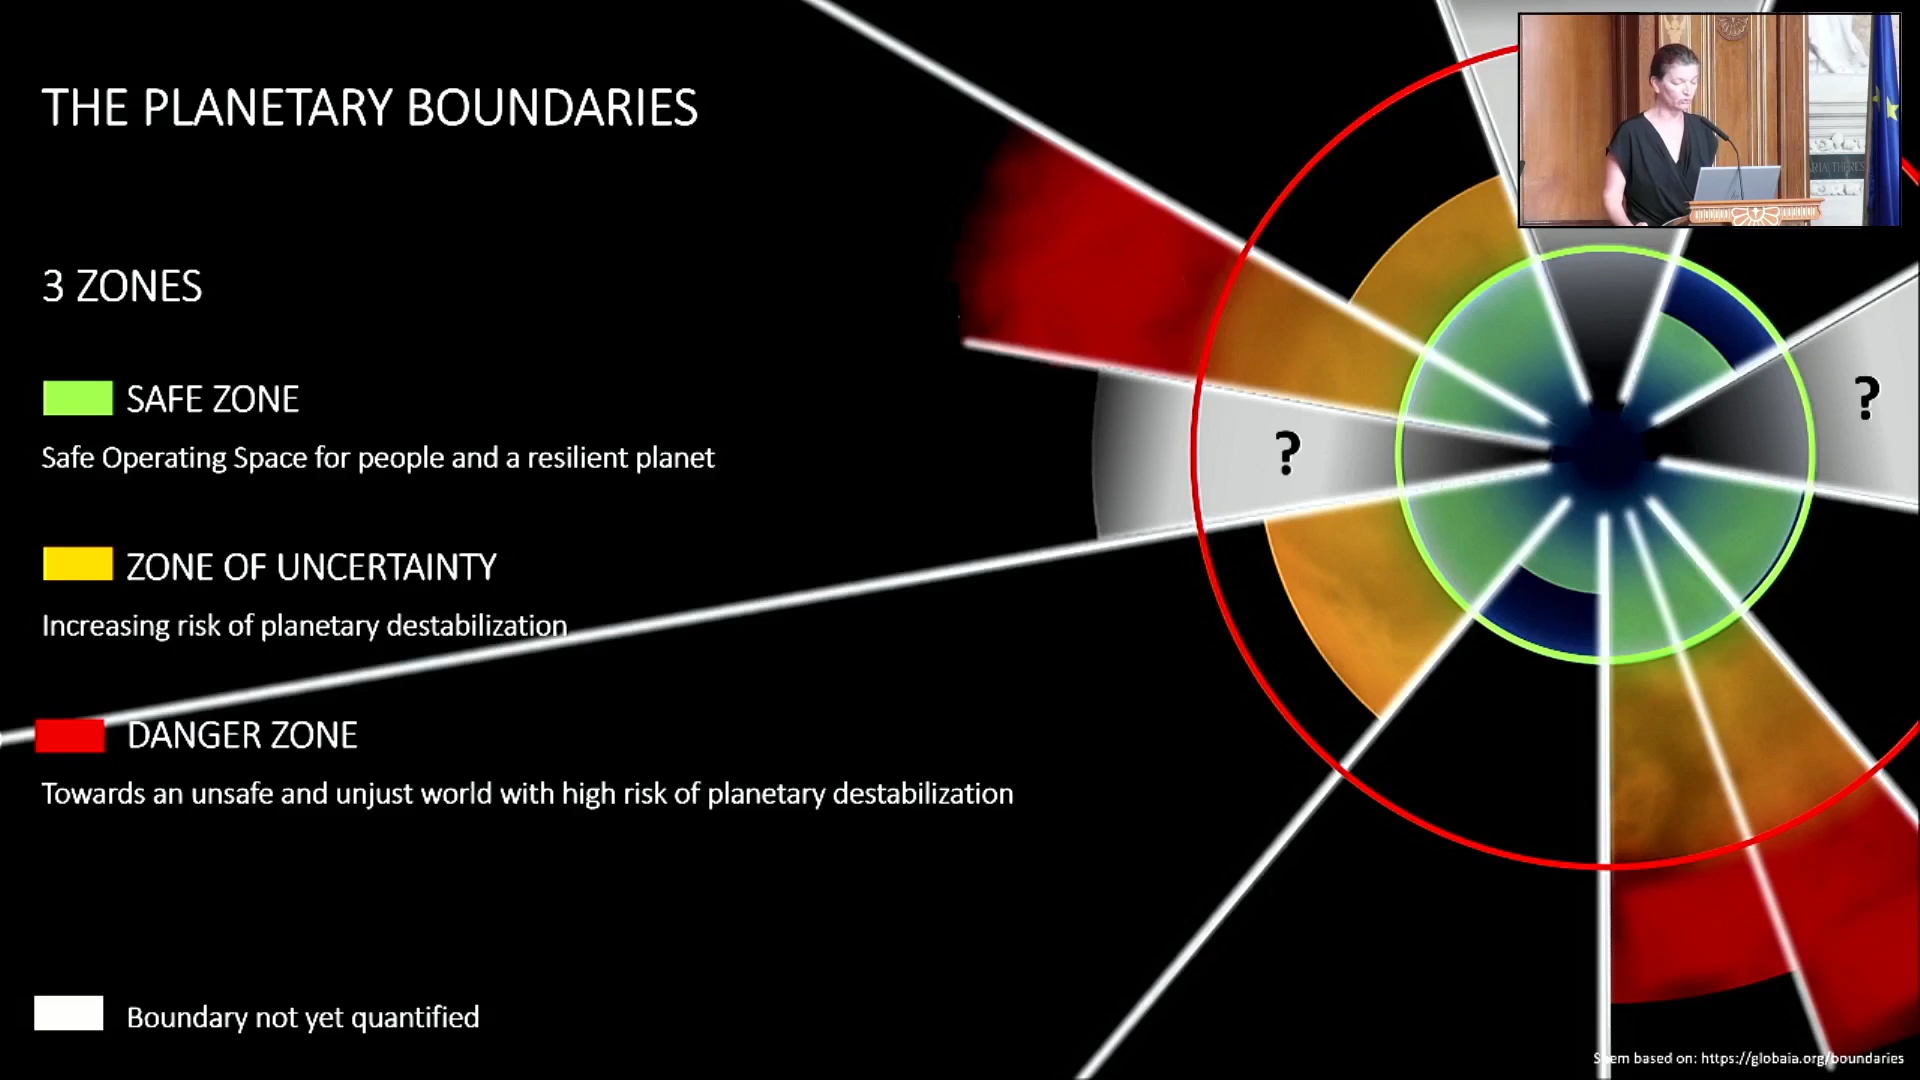 THE PLANETARY BOUNDARIES
3 ZONES
SAFE ZONE
Safe Operating Space for people and a resilient planet
ZONE OF UNCERTAINTY
Increasing risk of planetary destabilization
DANGER ZONE
Towards an unsafe and unjust world with high risk of planetary destabilization
Boundary not yet quantified
?
?
based on: https://globaia.org/boundaries